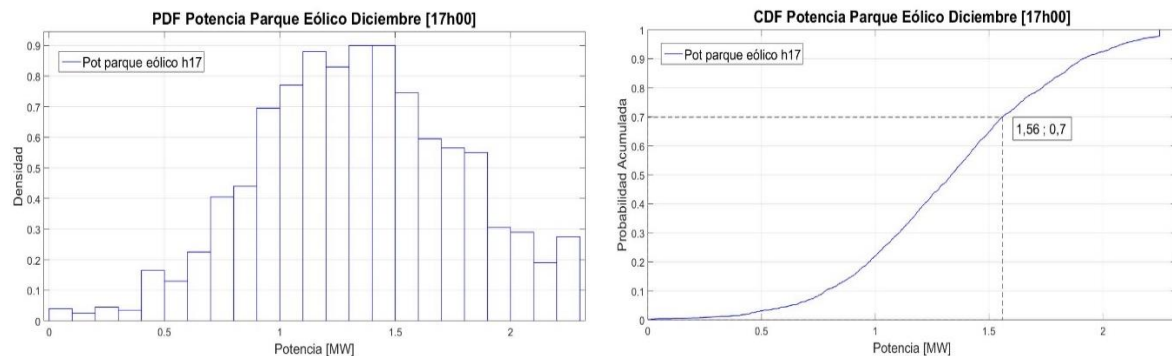 PDF Potencia Parque Eólico Diciembre [17h00]
Pot parque eólico h17
Densidad
0.9
0.8
0.7
0.6
0.5
0.4
0.3
0.2
0.1
0
0 0.5 1 1.5 2
Potencia [MW]
CDF Potencia Parque Eólico Diciembre [17h00]
Pot parque eólico h17
Probabilidad Acumulada
1
0.9
0.8
0.7
0.6
0.5
0.4
0.3
0.2
0.1
0
1,56 ; 0,7
0 0.5 1 1.5 2
Potencia [MW]